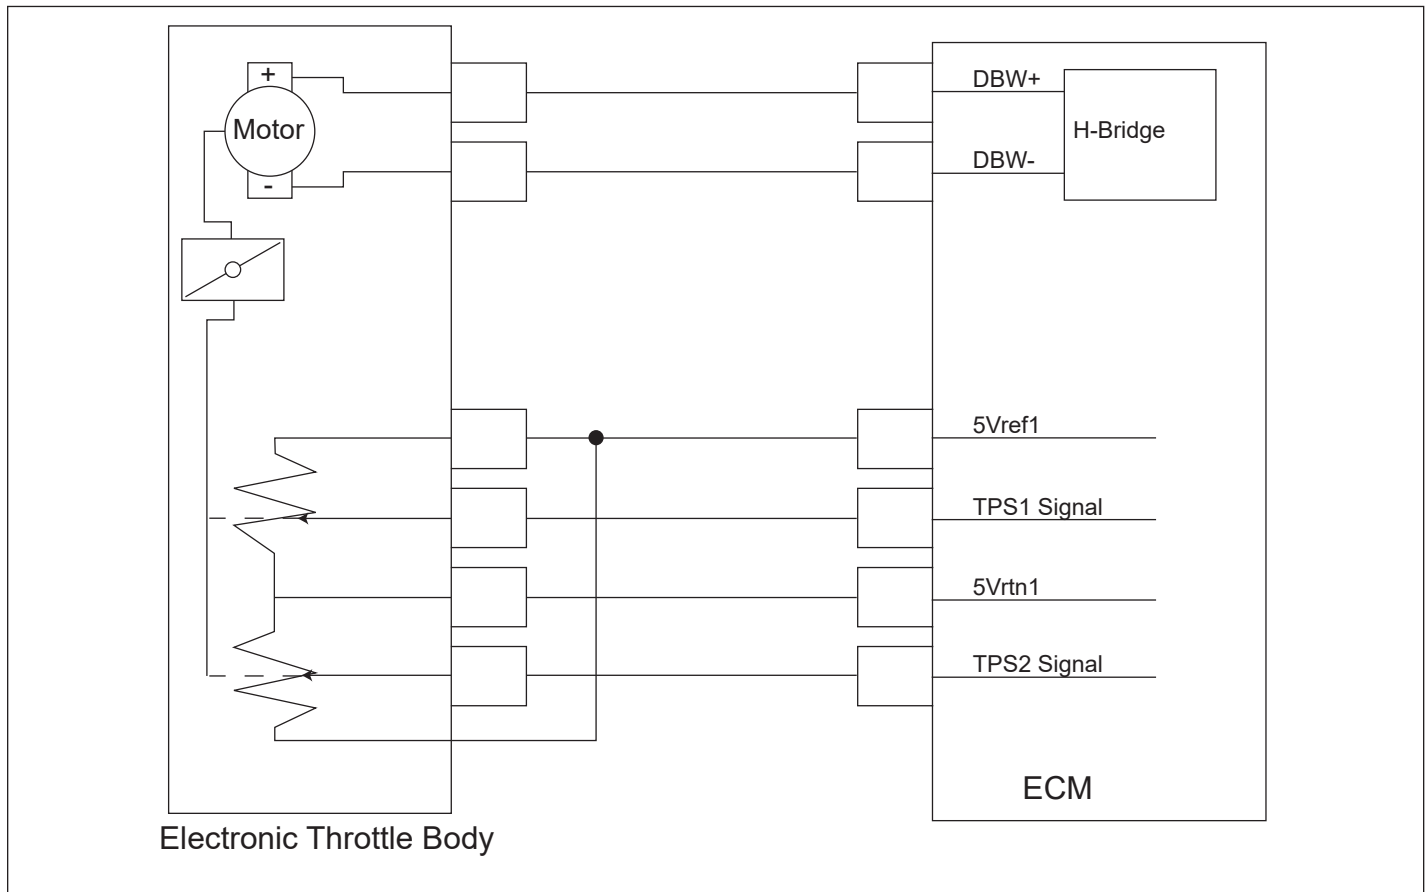 +
Motor
-
DBW+
H-Bridge
DBW-
5Vref1
TPS1 Signal
5Vrtn1
TPS2 Signal
ECM
Electronic Throttle Body